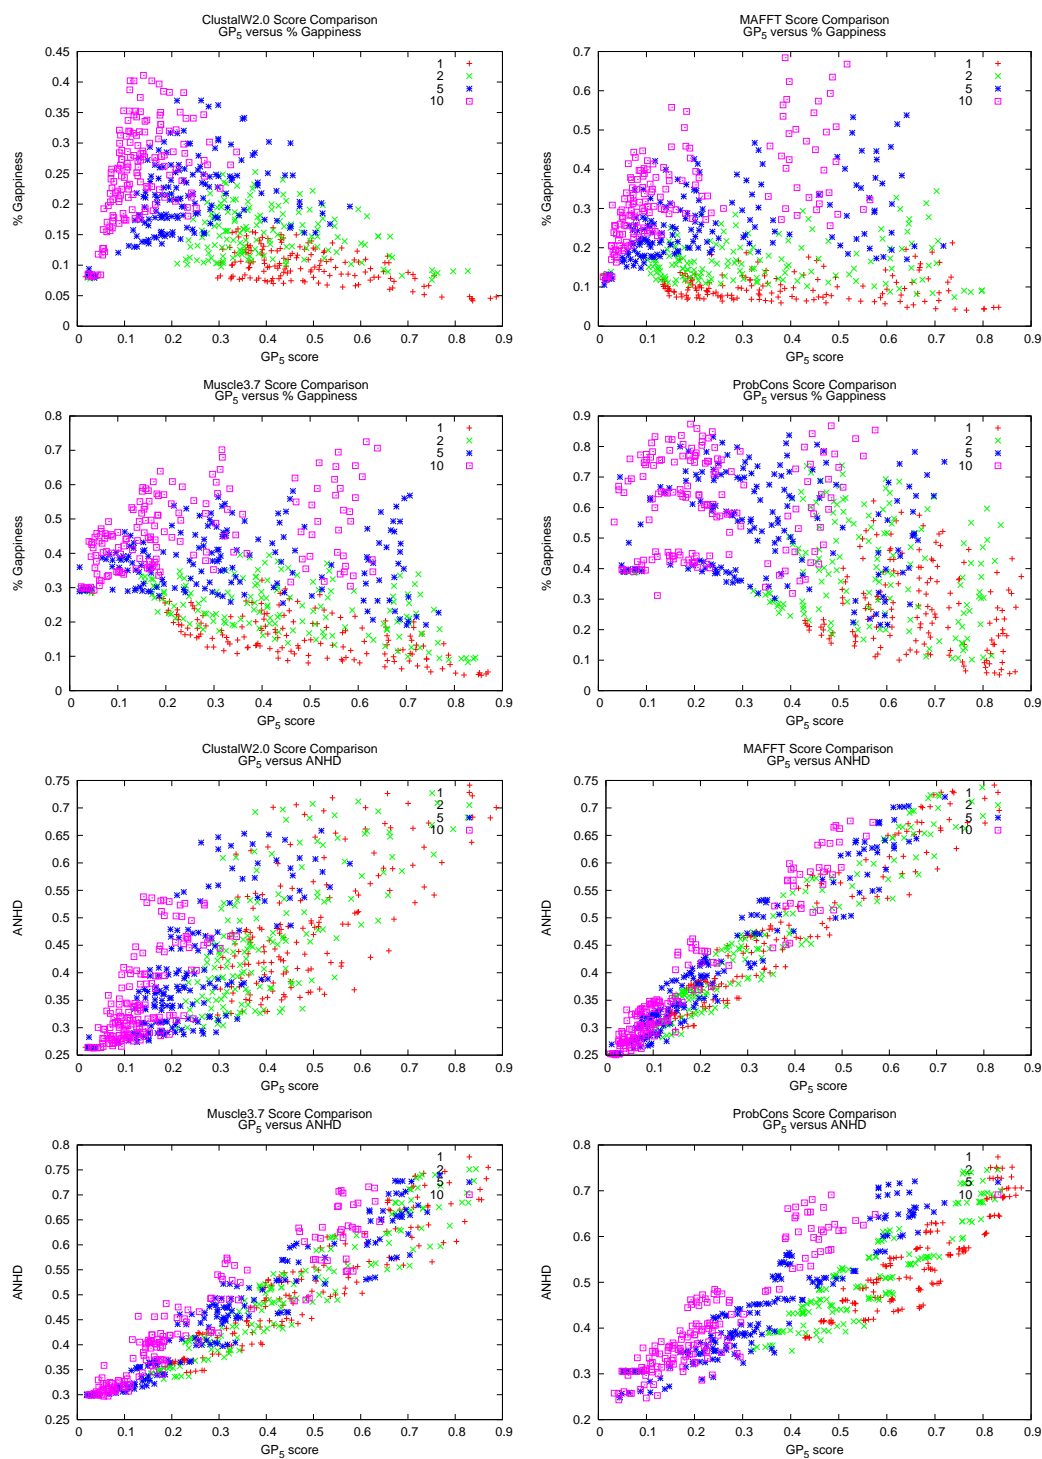 ClustalW2.0 Score Comparison
GP5 versus % Gappiness
% Gappiness
0.45
0.4
0.35
0.3
0.25
0.2
0.15
0.1
0.05
0
0 0.1 0.2 0.3 0.4 0.5 0.6 0.7 0.8 0.9
GP5 score
1
2
5
10
MAFFT Score Comparison
GP5 versus % Gappiness
% Gappiness
0.7
0.6
0.5
0.4
0.3
0.2
0.1
0
0 0.1 0.2 0.3 0.4 0.5 0.6 0.7 0.8 0.9
GP5 score
1
2
5
10
Muscle3.7 Score Comparison
GP5 versus % Gappiness
% Gappiness
0.8
0.7
0.6
0.5
0.4
0.3
0.2
0.1
0
0 0.1 0.2 0.3 0.4 0.5 0.6 0.7 0.8 0.9
GP5 score
1
2
5
10
ProbCons Score Comparison
GP5 versus % Gappiness
% Gappiness
0.9
0.8
0.7
0.6
0.5
0.4
0.3
0.2
0.1
0
0 0.1 0.2 0.3 0.4 0.5 0.6 0.7 0.8 0.9
GP5 score
1
2
5
10
ClustalW2.0 Score Comparison
GP5 versus ANHD
ANHD
0.75
0.7
0.65
0.6
0.55
0.5
0.45
0.4
0.35
0.3
0.25
0 0.1 0.2 0.3 0.4 0.5 0.6 0.7 0.8 0.9
GP5 score
1
2
5
10
MAFFT Score Comparison
GP5 versus ANHD
ANHD
0.75
0.7
0.65
0.6
0.55
0.5
0.45
0.4
0.35
0.3
0.25
0 0.1 0.2 0.3 0.4 0.5 0.6 0.7 0.8 0.9
GP5 score
1
2
5
10
Muscle3.7 Score Comparison
GP5 versus ANHD
ANHD
0.8
0.75
0.7
0.65
0.6
0.55
0.5
0.45
0.4
0.35
0.3
0.25
0 0.1 0.2 0.3 0.4 0.5 0.6 0.7 0.8 0.9
GP5 score
1
2
5
10
ProbCons Score Comparison
GP5 versus ANHD
ANHD
0.8
0.7
0.6
0.5
0.4
0.3
0.2
0 0.1 0.2 0.3 0.4 0.5 0.6 0.7 0.8 0.9
GP5 score
1
2
5
10